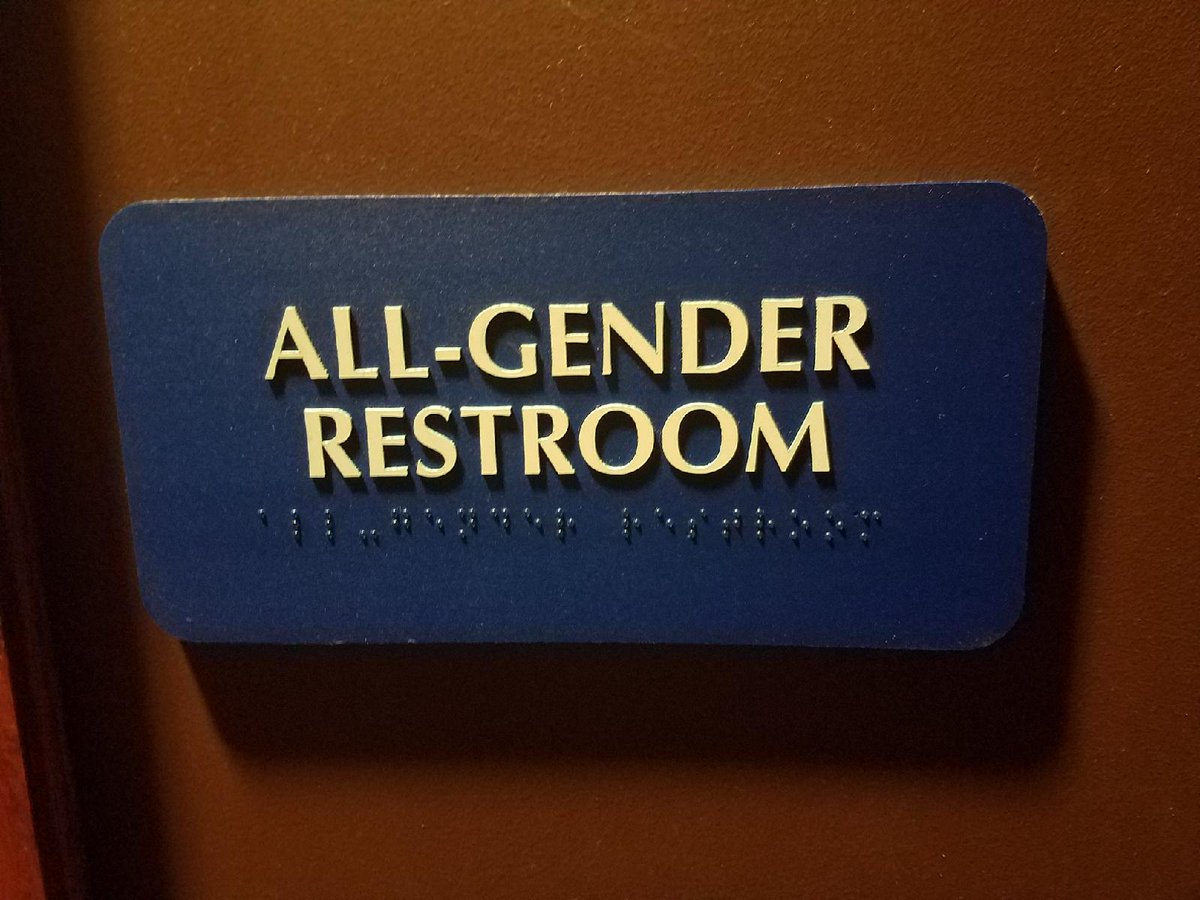 ALL-GENDER
RESTROOM
⠁⠇⠇⠤⠛⠑⠝⠙⠑⠗ ⠗⠑⠎⠞⠗⠕⠕⠍